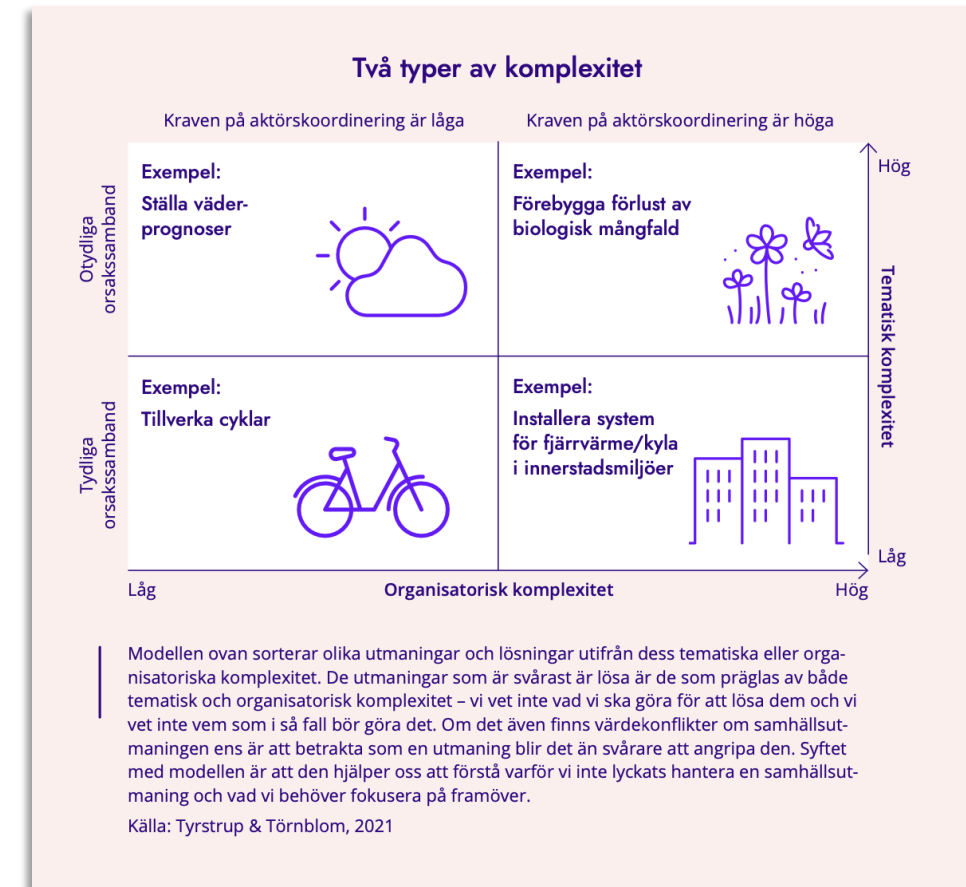 Två typer av komplexitet
Kraven på aktörskoordinering är låga
Kraven på aktörskoordinering är höga
Otydliga
orsakssamband
Exempel:
Ställa väder-
prognoser
Exempel:
Förebygga förlust av
biologisk mångfald
Hög
Tematisk komplexitet
Tydliga
orsakssamband
Exempel:
Tillverka cyklar
Exempel:
Installera system
för fjärrvärme/kyla
i innerstadsmiljöer
Låg
Låg
Organisatorisk komplexitet
Hög
Modellen ovan sorterar olika utmaningar och lösningar utifrån dess tematiska eller orga-
nisatoriska komplexitet. De utmaningar som är svårast är lösa är de som präglas av både
tematisk och organisatorisk komplexitet – vi vet inte vad vi ska göra för att lösa dem och vi
vet inte vem som i så fall bör göra det. Om det även finns värdekonflikter om samhällsut-
maningen ens är att betrakta som en utmaning blir det än svårare att angripa den. Syftet
med modellen är att den hjälper oss att förstå varför vi inte lyckats hantera en samhällsut-
maning och vad vi behöver fokusera på framöver.
Källa: Tyrstrup & Törnblom, 2021